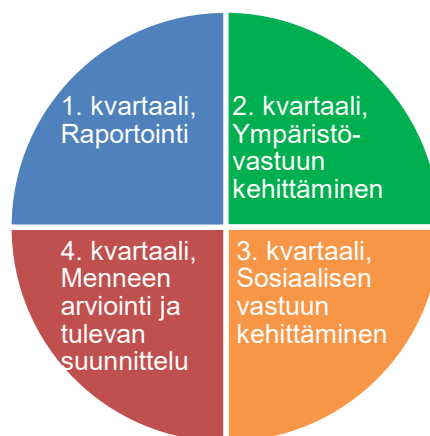 1. kvartaali,
Raportointi
2. kvartaali,
Ympäristö-
vastuun
kehittäminen
3. kvartaali,
Sosiaalisen
vastuun
kehittäminen
4. kvartaali,
Menneen
arviointi ja
tulevan
suunnittelu